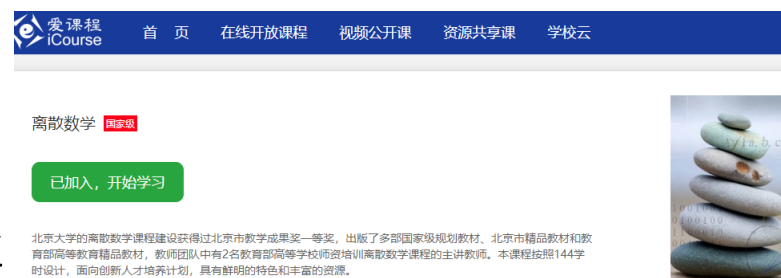 爱课程
iCourse
首 页 在线开放课程 视频公开课 资源共享课 学校云
离散数学 国家级
已加入，开始学习
北京大学的离散数学课程建设获得过北京市教学成果奖一等奖，出版了多部国家级规划教材、北京市精品教材和教
育部高等教育精品教材，教师团队中有2名教育部高等学校师资培训离散数学课程的主讲教师。本课程按照144学
时设计，面向创新人才培养计划，具有鲜明的特色和丰富的资源。